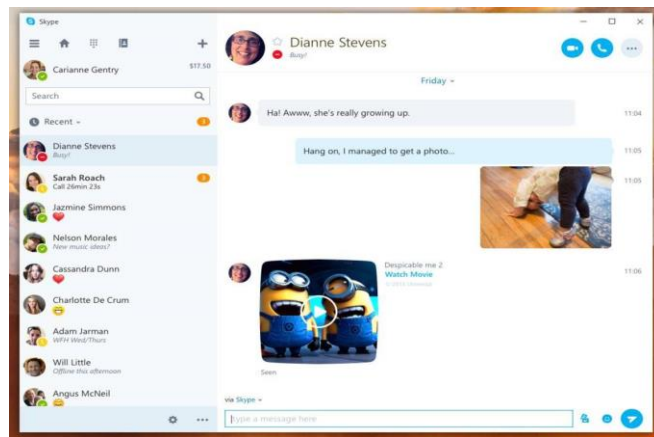 Skype
Carianne Gentry
$17.50
Search
Recent
Dianne Stevens
Busy!
Sarah Roach
Call 26min 23s
Jazmine Simmons
Nelson Morales
New music ideas?
Cassandra Dunn
Charlotte De Crum
Adam Jarman
WFH Wed/Thurs
Will Little
Offline this afternoon
Angus McNeil
Dianne Stevens
Busy!
Friday
Ha! Awww, she's really growing up.
11:04
Hang on, I managed to get a photo...
11:05
11:05
Despicable me 2
Watch Movie
11:06
Seen
via Skype
Type a message here